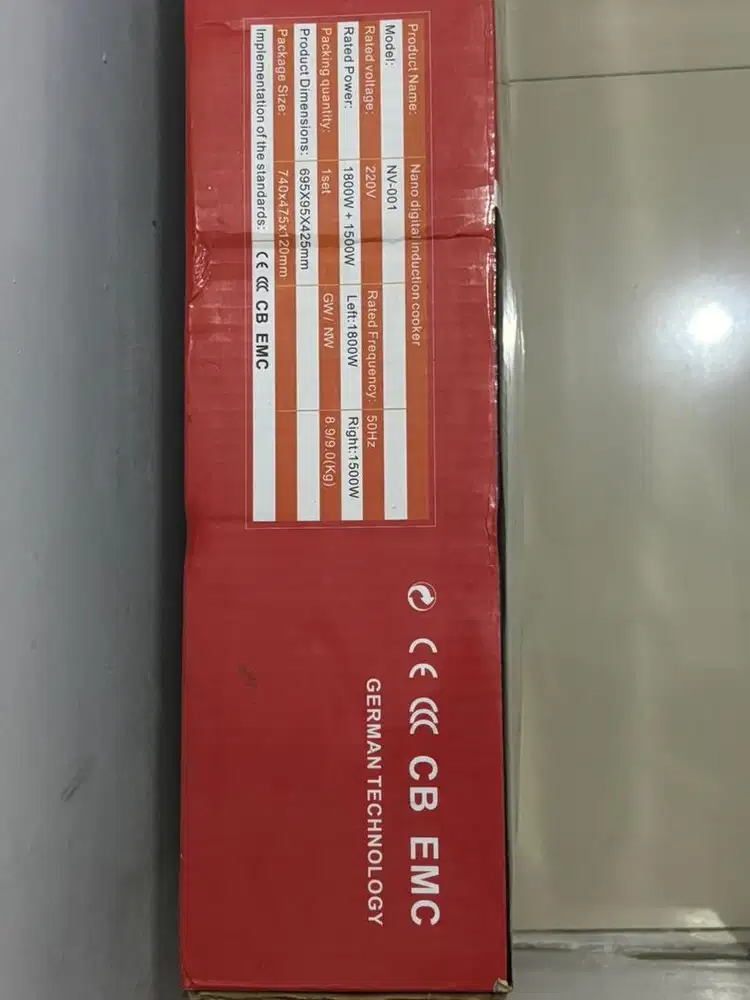 Product Name: Nano digital induction cooker
Model: NV-001
Rated voltage: 220V Rated Frequency: 50Hz
Rated Power: 1800W + 1500W Left:1800W Right:1500W
Packing quantity: 1set GW / NW 8.9/9.0(Kg)
Product Dimensions: 695X95X425mm
Package Size: 740x475x120mm
Implementation of the standards: CE CCC CB EMC
CE CCC CB EMC
GERMAN TECHNOLOGY